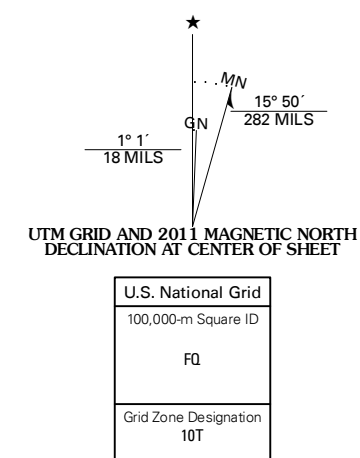 ★
MN
15° 50´
282 MILS
GN
1° 1´
18 MILS
UTM GRID AND 2011 MAGNETIC NORTH
DECLINATION AT CENTER OF SHEET
U.S. National Grid
100,000-m Square ID
FQ
Grid Zone Designation
10T